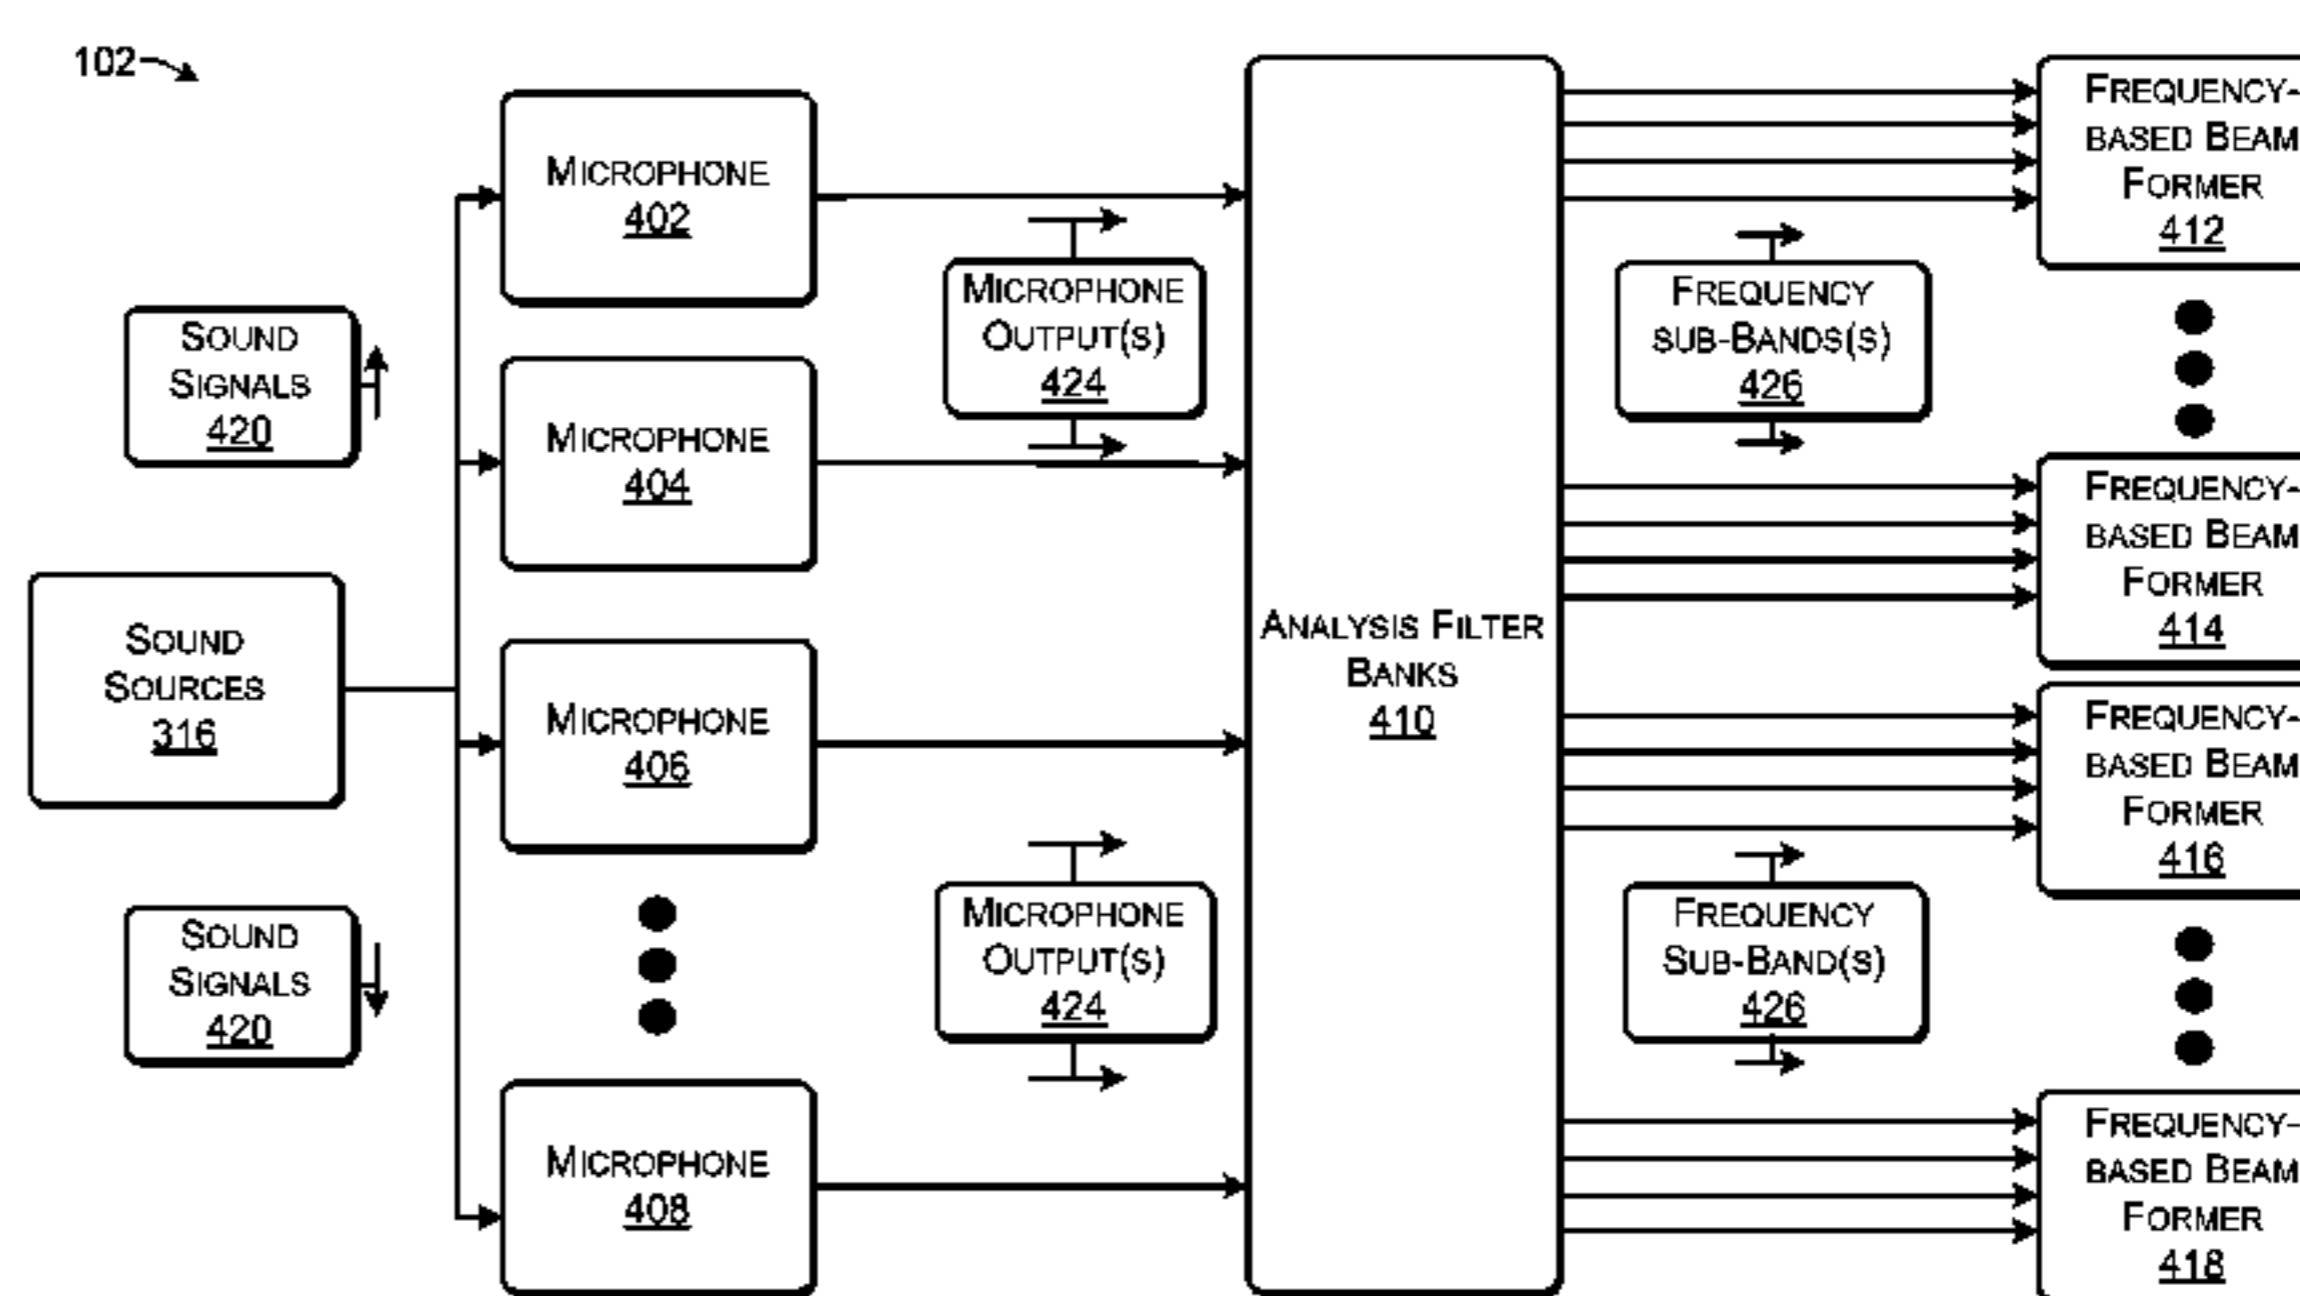 102
MICROPHONE
402
MICROPHONE
404
MICROPHONE
406
MICROPHONE
408
SOUND
SIGNALS
420
SOUND
SOURCES
316
SOUND
SIGNALS
420
MICROPHONE
OUTPUT(S)
424
MICROPHONE
OUTPUT(S)
424
ANALYSIS FILTER
BANKS
410
FREQUENCY
SUB-BANDS(S)
426
FREQUENCY
SUB-BAND(S)
426
FREQUENCY-
BASED BEAM
FORMER
412
FREQUENCY-
BASED BEAM
FORMER
414
FREQUENCY-
BASED BEAM
FORMER
416
FREQUENCY-
BASED BEAM
FORMER
418